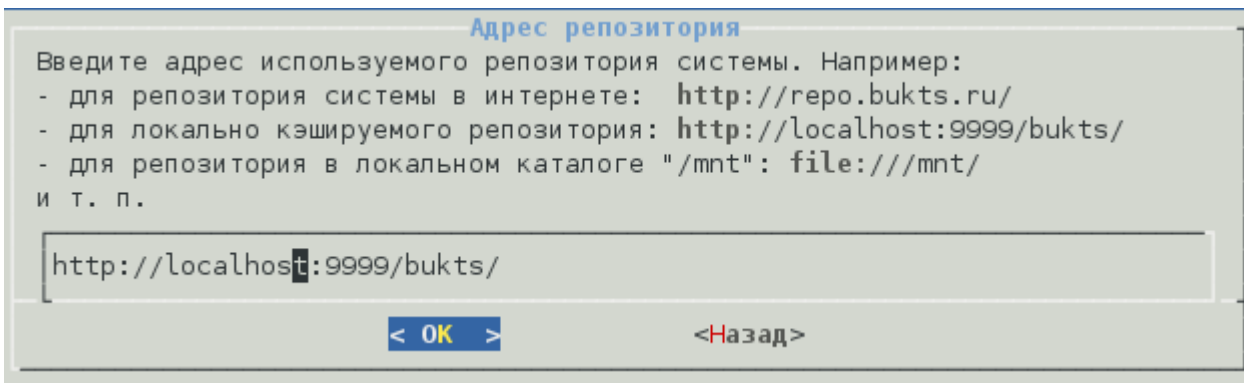 Адрес репозитория
Введите адрес используемого репозитория системы. Например:
- для репозитория системы в интернете:  http://repo.bukts.ru/
- для локально кэшируемого репозитория: http://localhost:9999/bukts/
- для репозитория в локальном каталоге "/mnt": file:///mnt/
и т. п.
http://localhost:9999/bukts/
< OK > <Назад>